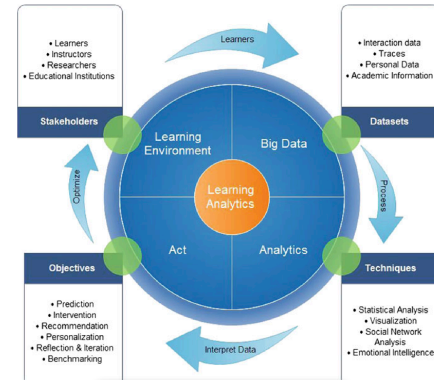 • Learners
• Instructors
• Researchers
• Educational Institutions
Stakeholders
Learners
• Interaction data
• Traces
• Personal Data
• Academic Information
Datasets
Learning
Environment
Big Data
Learning
Analytics
Act
Analytics
Optimize
Process
Objectives
• Prediction
• Intervention
• Recommendation
• Personalization
• Reflection & Iteration
• Benchmarking
Interpret Data
Techniques
• Statistical Analysis
• Visualization
• Social Network
Analysis
• Emotional Intelligence